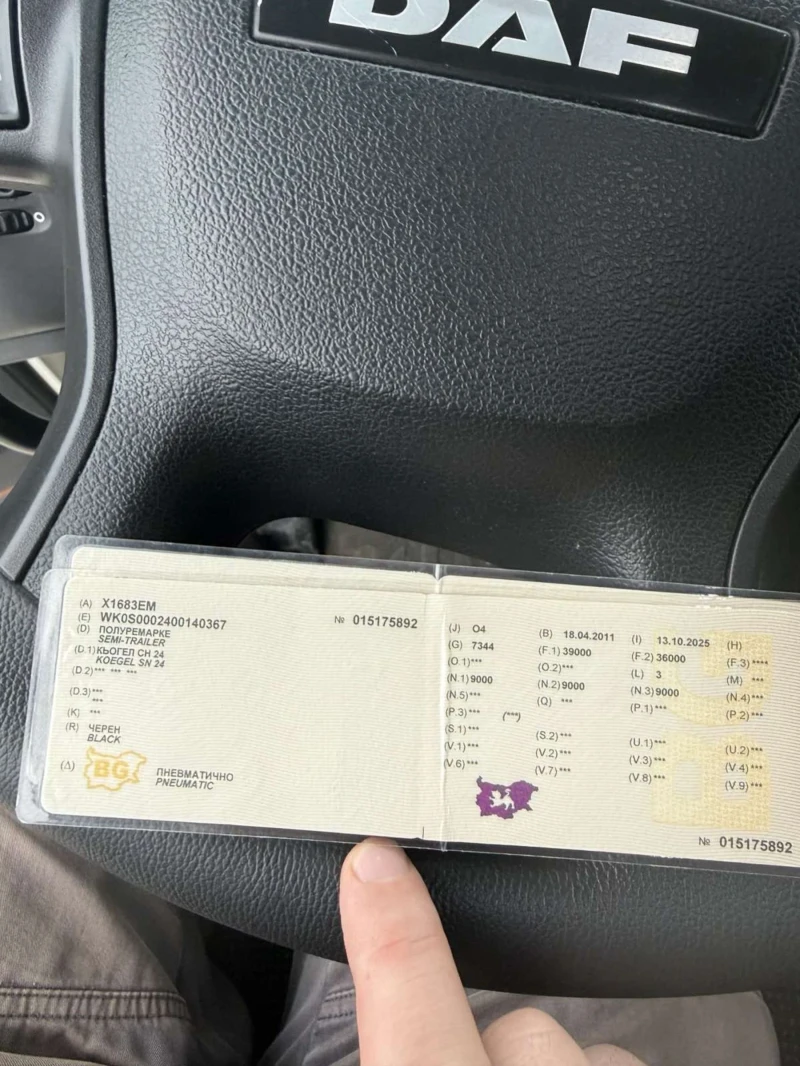 DAF
(A) X1683EM
(E) WK0S0002400140367
№ 015175892
(D) ПОЛУРЕМАРКЕ
SEMI-TRAILER
(D.1) КЬОГЕЛ СН 24
KOEGEL SN 24
(D.2) *** *** ***
(D.3) ***
***
(K) ***
(R) ЧЕРЕН
BLACK
(Δ) BG ПНЕВМАТИЧНО
PNEUMATIC
(J) O4 (B) 18.04.2011 (I) 13.10.2025 (H)
(G) 7344 (F.1) 39000 (F.2) 36000 (F.3) ****
(O.1) *** (O.2) *** (L) 3 (M) ***
(N.1) 9000 (N.2) 9000 (N.3) 9000 (N.4) ***
(N.5) *** (Q) *** (P.1) *** (P.2) ***
(P.3) *** (***)
(S.1) *** (S.2) *** (U.1) *** (U.2) ***
(V.1) *** (V.2) *** (V.3) *** (V.4) ***
(V.6) *** (V.7) *** (V.8) *** (V.9) ***
BG
№ 015175892